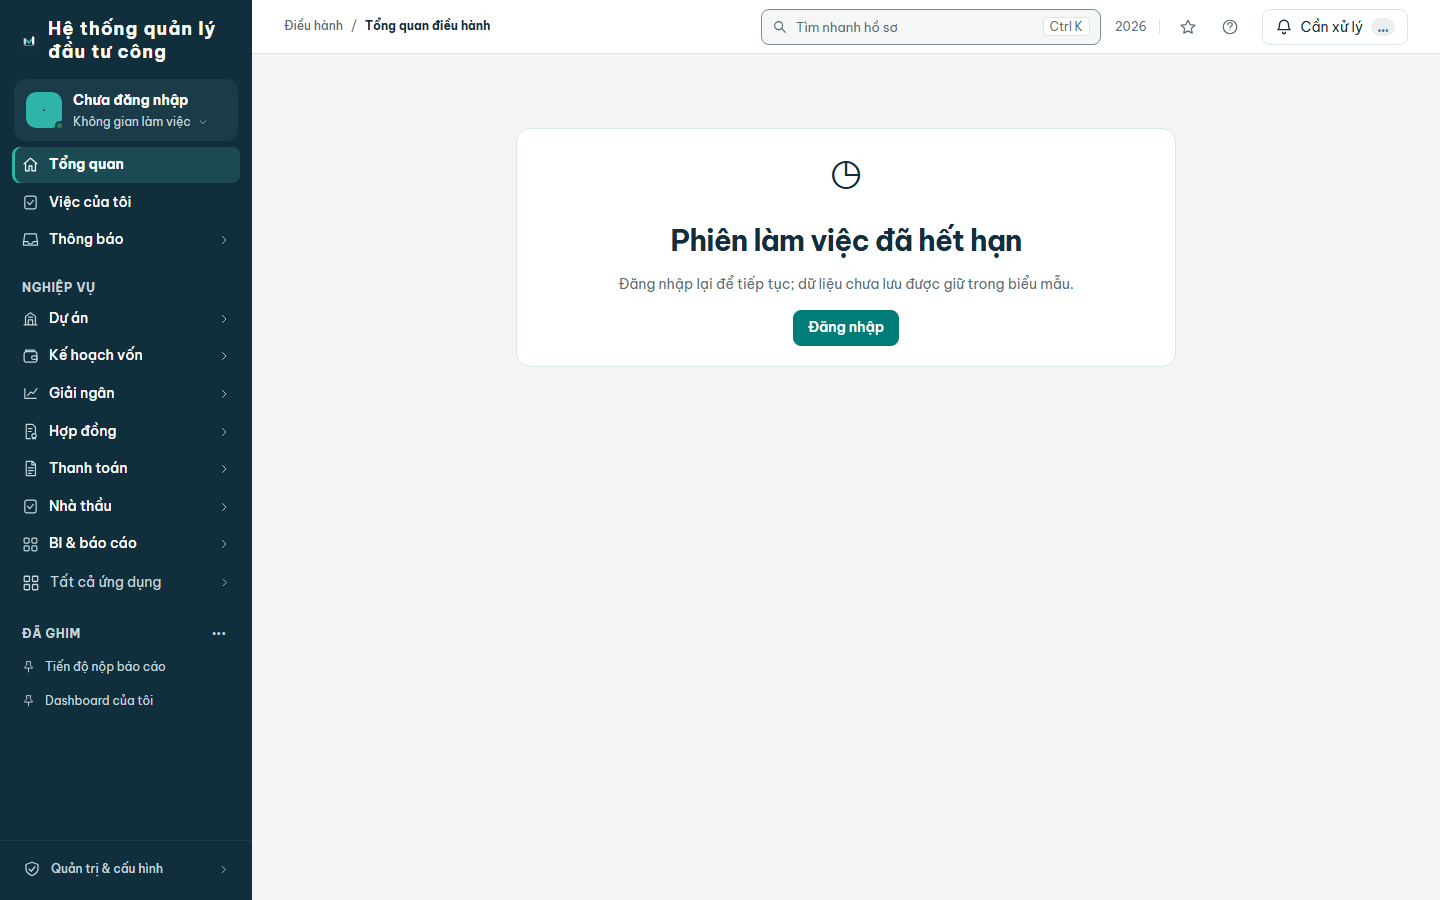 Hệ thống quản lý
đầu tư công
Chưa đăng nhập
Không gian làm việc
Tổng quan
Việc của tôi
Thông báo
NGHIỆP VỤ
Dự án
Kế hoạch vốn
Giải ngân
Hợp đồng
Thanh toán
Nhà thầu
BI & báo cáo
Tất cả ứng dụng
ĐÃ GHIM
Tiến độ nộp báo cáo
Dashboard của tôi
Quản trị & cấu hình
Điều hành / Tổng quan điều hành
Tìm nhanh hồ sơ Ctrl K
2026
Cần xử lý ...
Phiên làm việc đã hết hạn
Đăng nhập lại để tiếp tục; dữ liệu chưa lưu được giữ trong biểu mẫu.
Đăng nhập